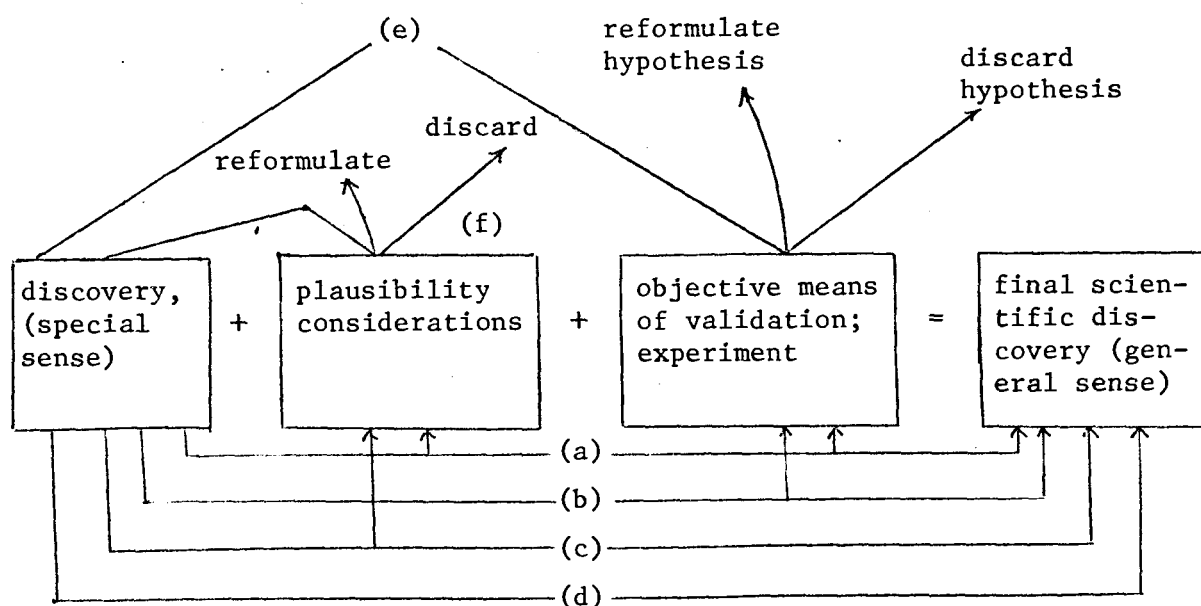 (e)
reformulate
hypothesis
discard
hypothesis
discard
reformulate
(f)
discovery,
(special
sense)
+
plausibility
considerations
+
objective means
of validation;
experiment
=
final scien-
tific dis-
covery (gen-
eral sense)
(a)
(b)
(c)
(d)